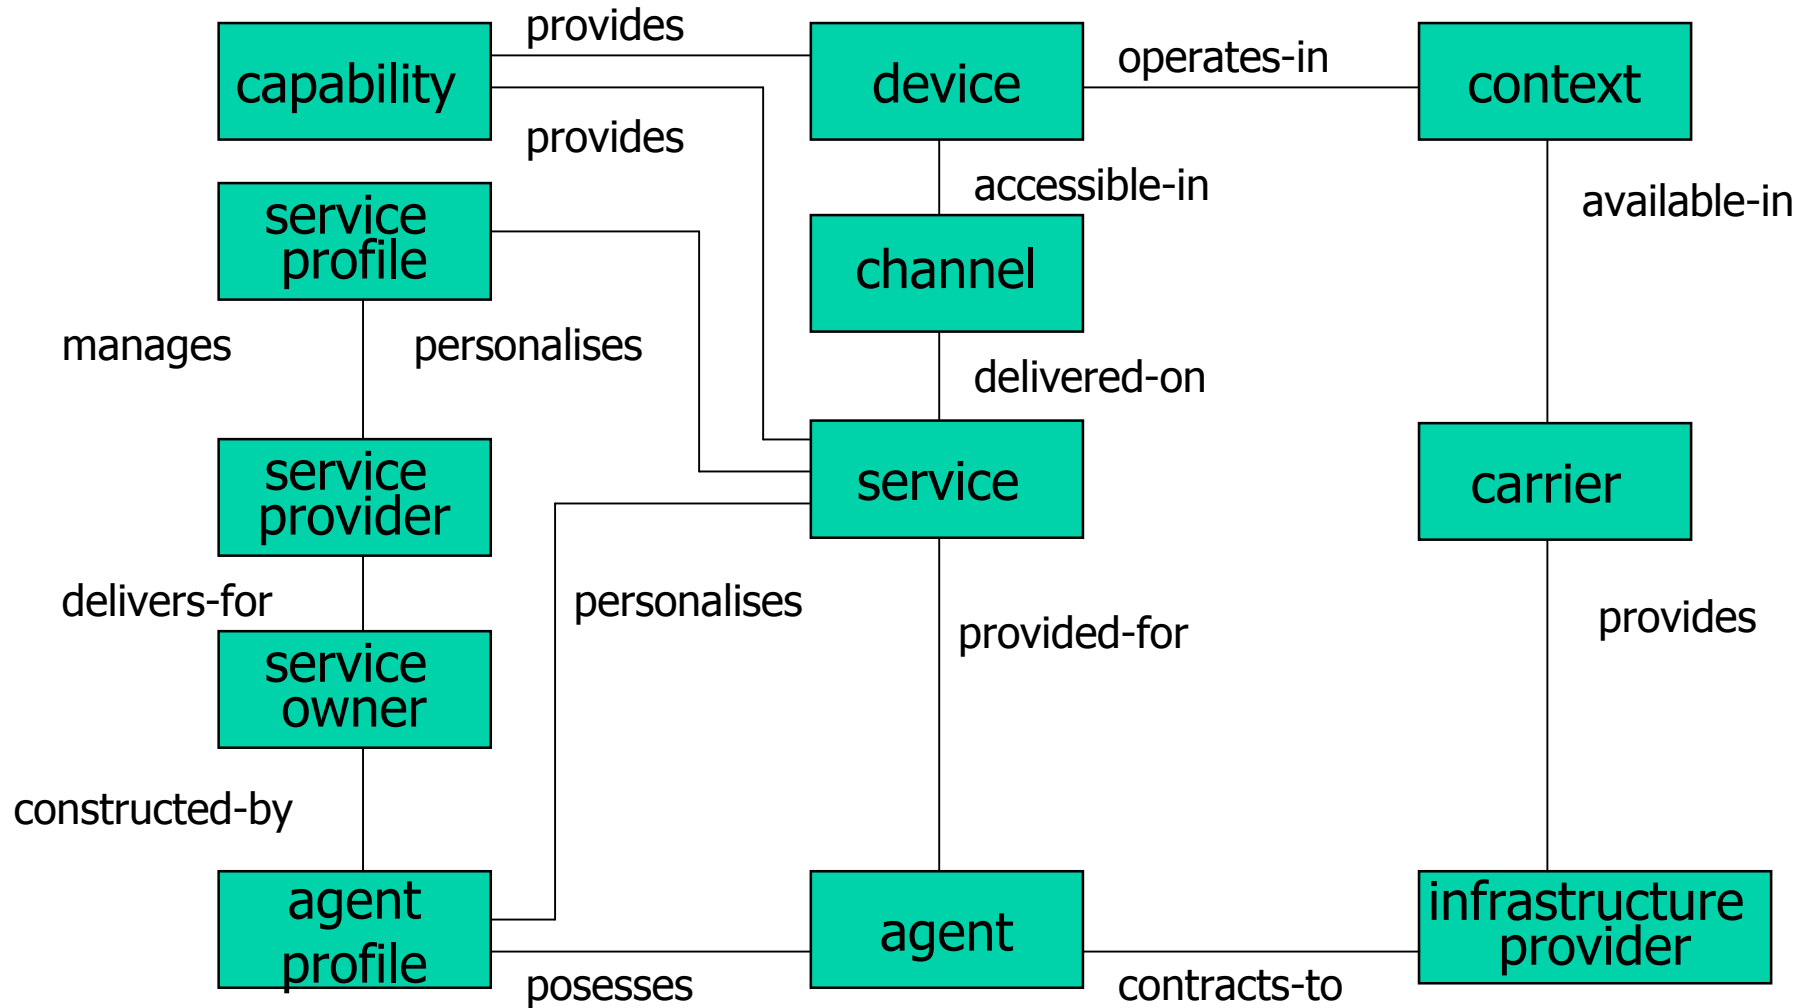 provides
capability
device
operates-in
context
provides
accessible-in
available-in
service
profile
channel
manages
personalises
delivered-on
service
provider
service
carrier
delivers-for
personalises
provided-for
provides
service
owner
constructed-by
agent
profile
agent
infrastructure
provider
posesses
contracts-to